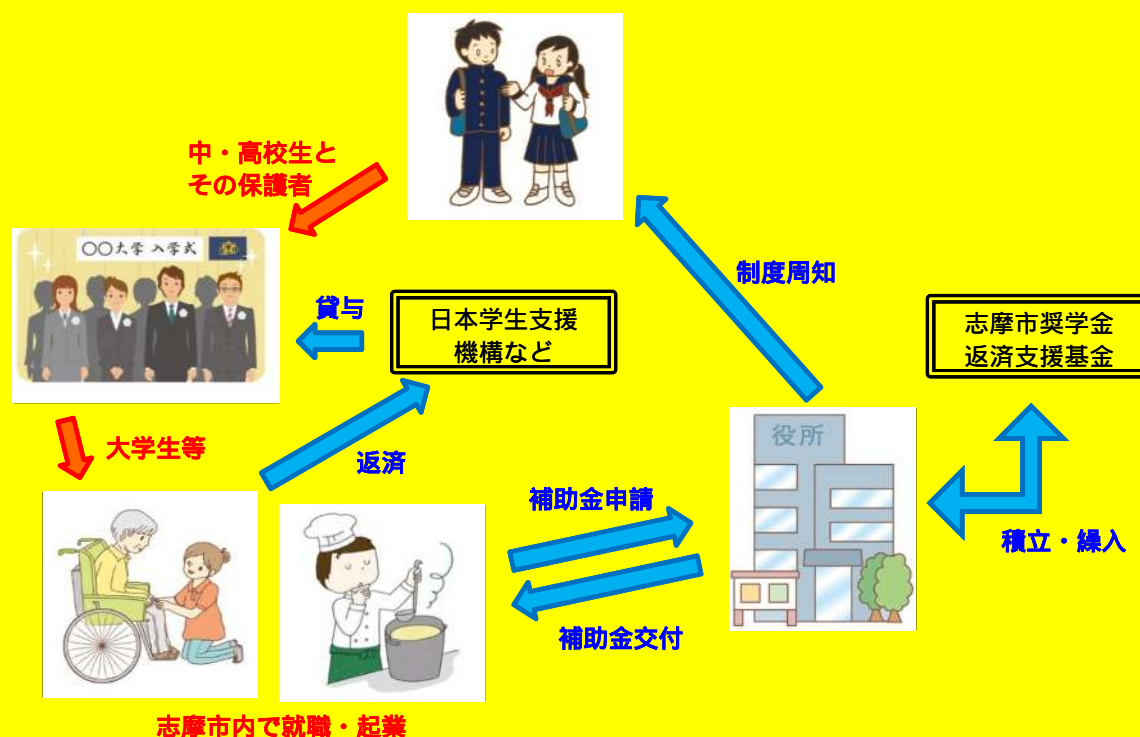 中・高校生と
その保護者
〇〇大学 入学式
貸与
日本学生支援
機構など
制度周知
志摩市奨学金
返済支援基金
大学生等
返済
役所
補助金申請
積立・繰入
補助金交付
志摩市内で就職・起業